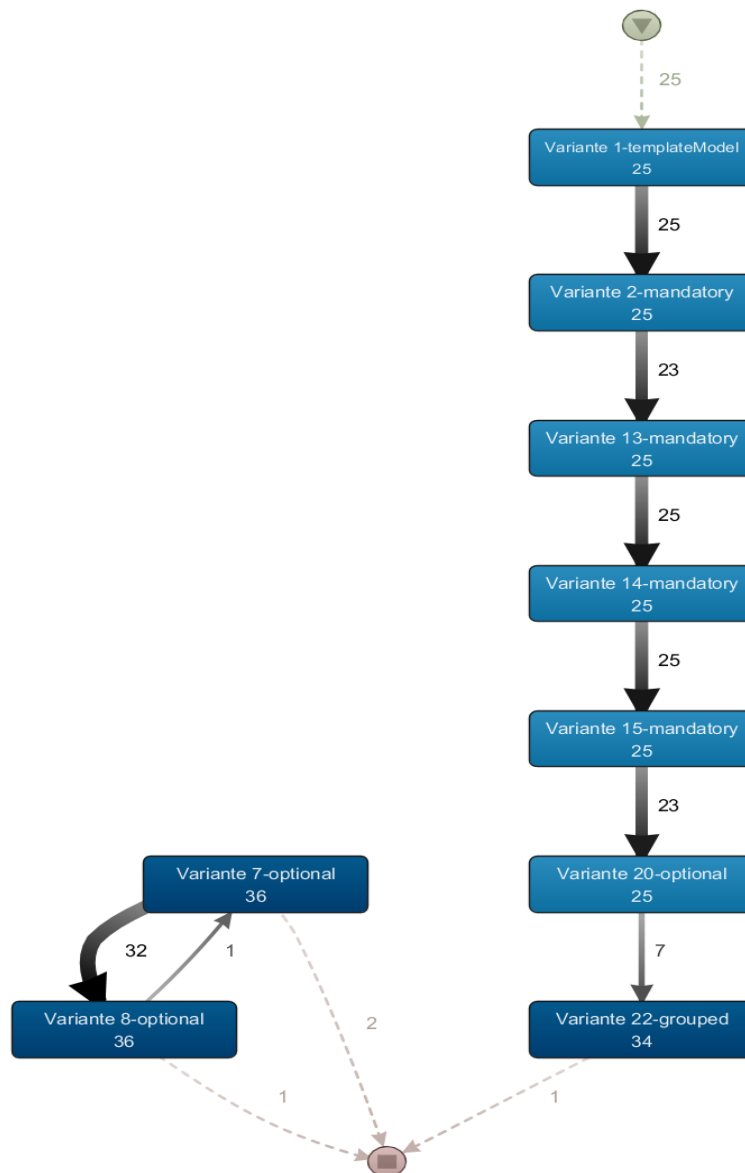 25
Variante 1-templateModel
25
25
Variante 2-mandatory
25
23
Variante 13-mandatory
25
25
Variante 14-mandatory
25
25
Variante 15-mandatory
25
23
Variante 7-optional
36
Variante 20-optional
25
32
1
7
Variante 8-optional
36
2
Variante 22-grouped
34
1
1